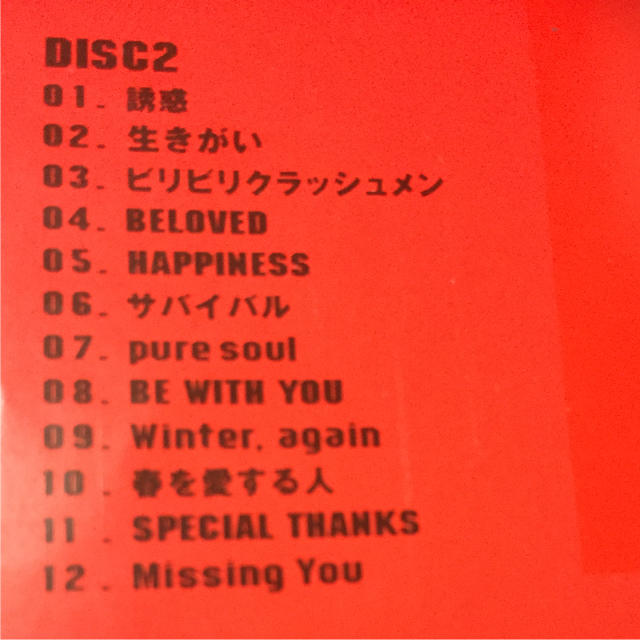 DISC2
01. 誘惑
02. 生きがい
03. ビリビリクラッシュメン
04. BELOVED
05. HAPPINESS
06. サバイバル
07. pure soul
08. BE WITH YOU
09. Winter, again
10. 春を愛する人
11. SPECIAL THANKS
12. Missing You